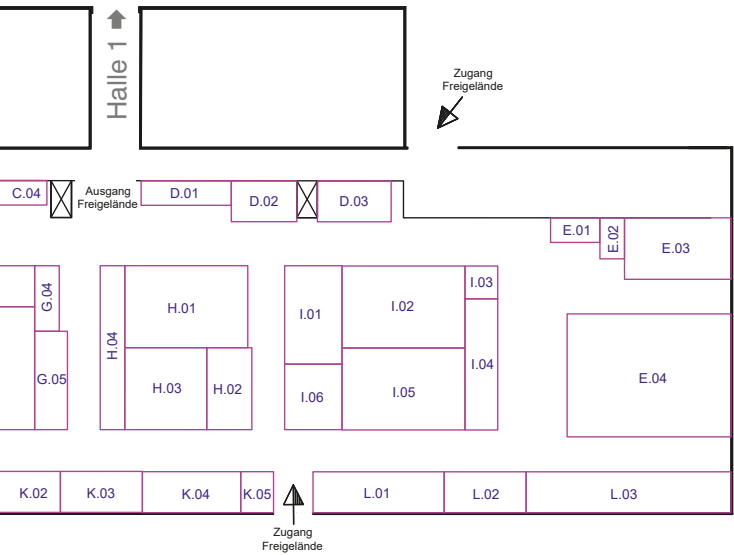 Halle 1
Zugang
Freigelände
C.04
Ausgang
Freigelände
D.01
D.02
D.03
E.01
E.02
E.03
G.04
G.05
H.04
H.01
H.03
H.02
I.01
I.02
I.03
I.06
I.05
I.04
E.04
K.02
K.03
K.04
K.05
L.01
L.02
L.03
Zugang
Freigelände